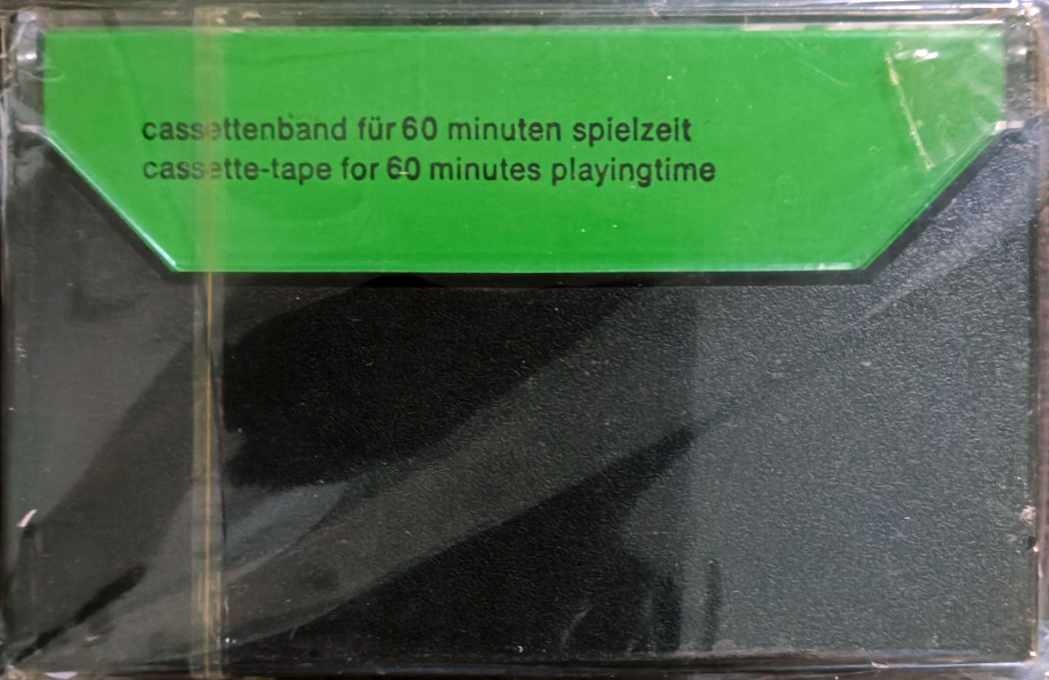 cassettenband für 60 minuten spielzeit
cassette-tape for 60 minutes playingtime